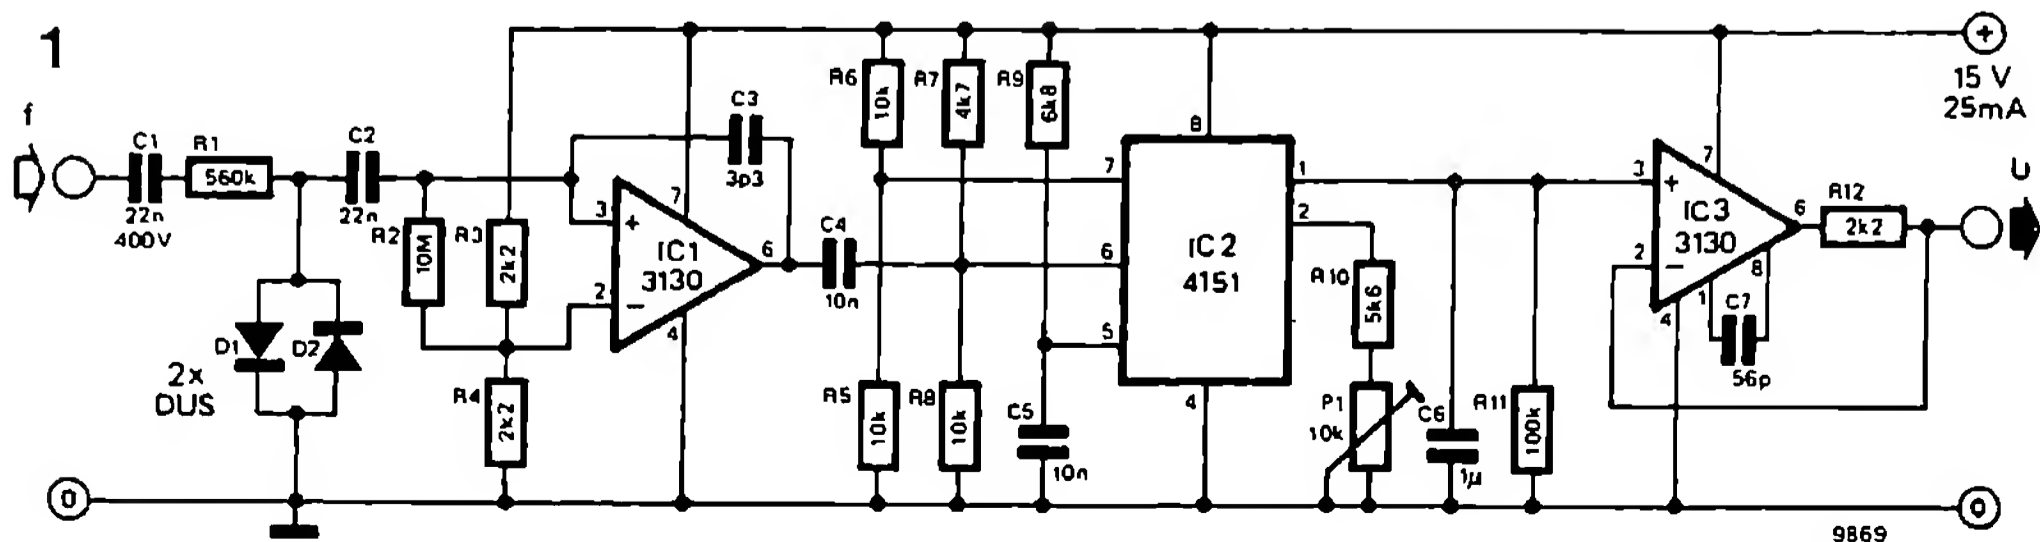 1
f
C1
22n
400V
R1
560k
C2
22n
R2
10M
R3
2k2
R4
2k2
D1
D2
2x
DUS
C3
3p3
3
+
2
−
7
IC1
3130
4
6
C4
10n
R6
10k
R7
4k7
R9
6k8
R5
10k
R8
10k
C5
10n
8
7
6
5
IC2
4151
4
1
2
R10
5k6
P1
10k
C6
1µ
R11
100k
3
+
2
−
7
IC3
3130
6
8
1
4
C7
56p
R12
2k2
+
15 V
25mA
U
0
0
9869